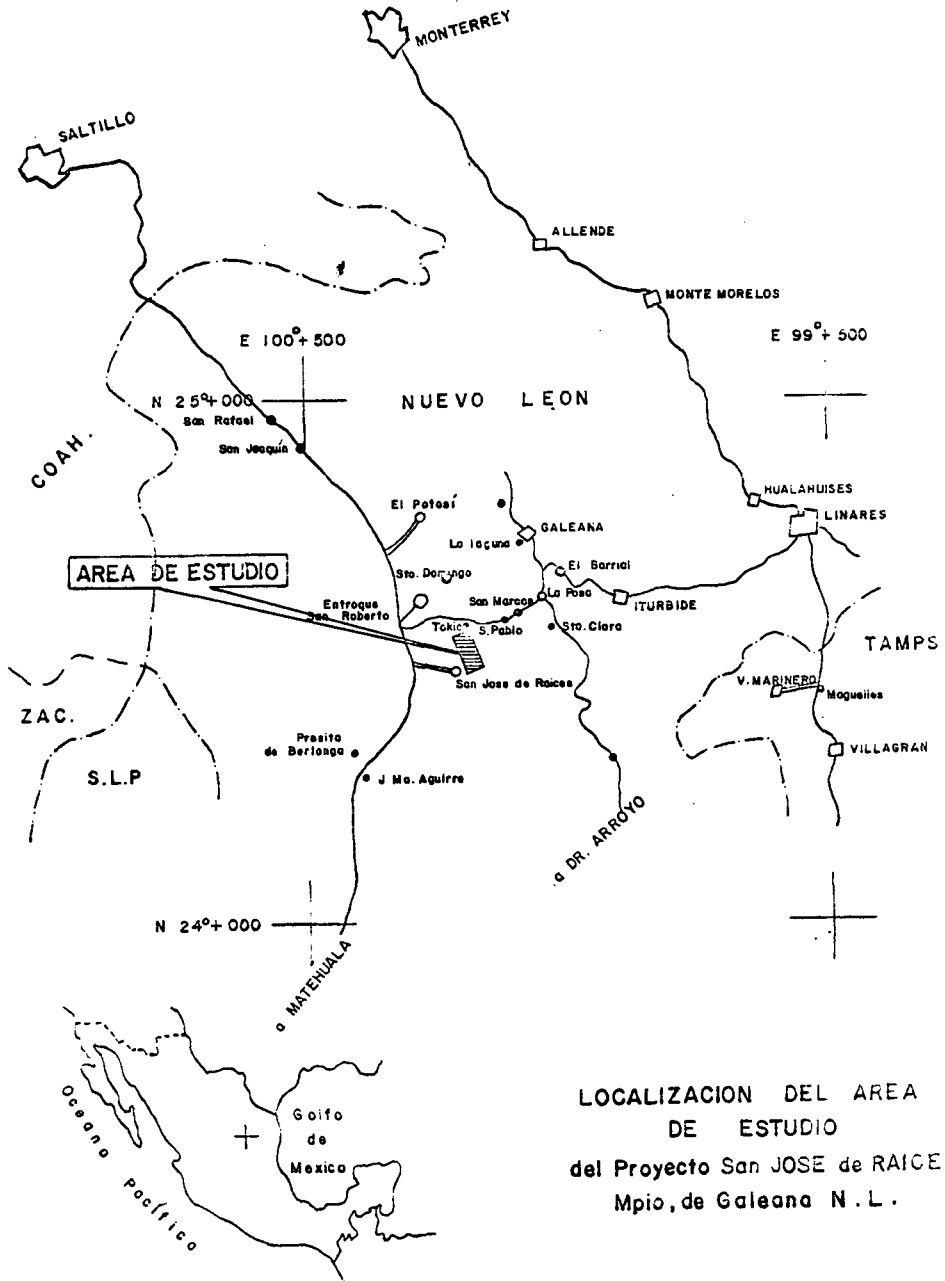 MONTERREY
SALTILLO
ALLENDE
MONTE MORELOS
E 100°+ 500
E 99°+ 500
N 25°+ 000
NUEVO LEON
San Rafael
COAH.
San Joaquín
HUALAHUISES
El Potosí
LINARES
GALEANA
La laguna
AREA DE ESTUDIO
Sto. Domingo
El Barrial
La Poza
ITURBIDE
Entroque
San Roberto
San Marcos
S. Pablo
Sta. Clara
TAMPS
San Jose de Raices
V. MARINERO
Magueijes
ZAC.
Presita
de Berlanga
VILLAGRAN
S.L.P
J Ma. Aguirre
a DR. ARROYO
N 24°+ 000
a MATEHUALA
Oceano Pacífico
Golfo
de
Mexico
LOCALIZACION DEL AREA
DE ESTUDIO
del Proyecto San JOSE de RAICE
Mpio, de Galeana N.L.